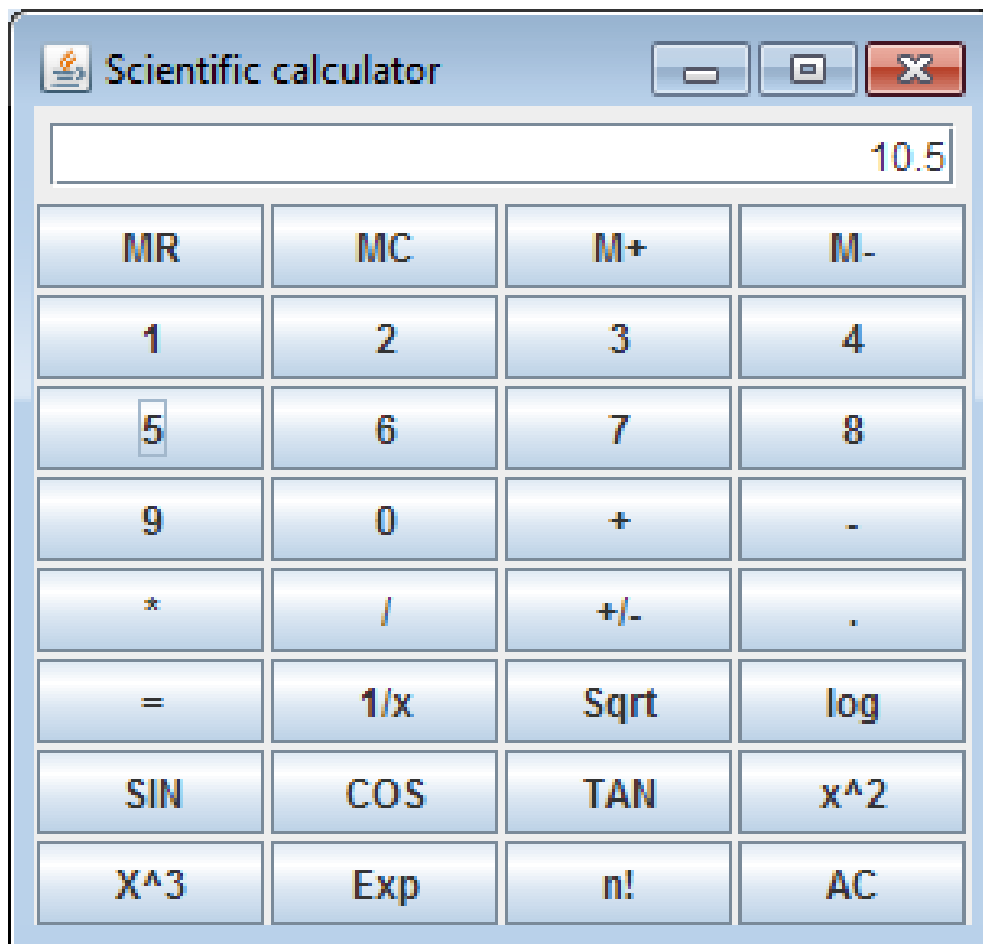 Scientific calculator
10.5
MR MC M+ M-
1 2 3 4
5 6 7 8
9 0 + -
* / +/- .
= 1/x Sqrt log
SIN COS TAN x^2
X^3 Exp n! AC